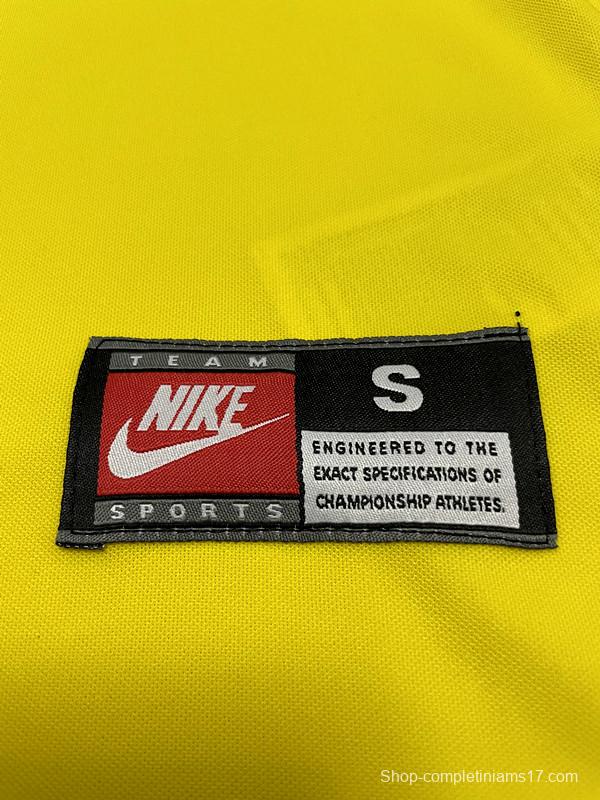 TEAM
NIKE
SPORTS
S
ENGINEERED TO THE
EXACT SPECIFICATIONS OF
CHAMPIONSHIP ATHLETES.
Shop-completiniams17.com